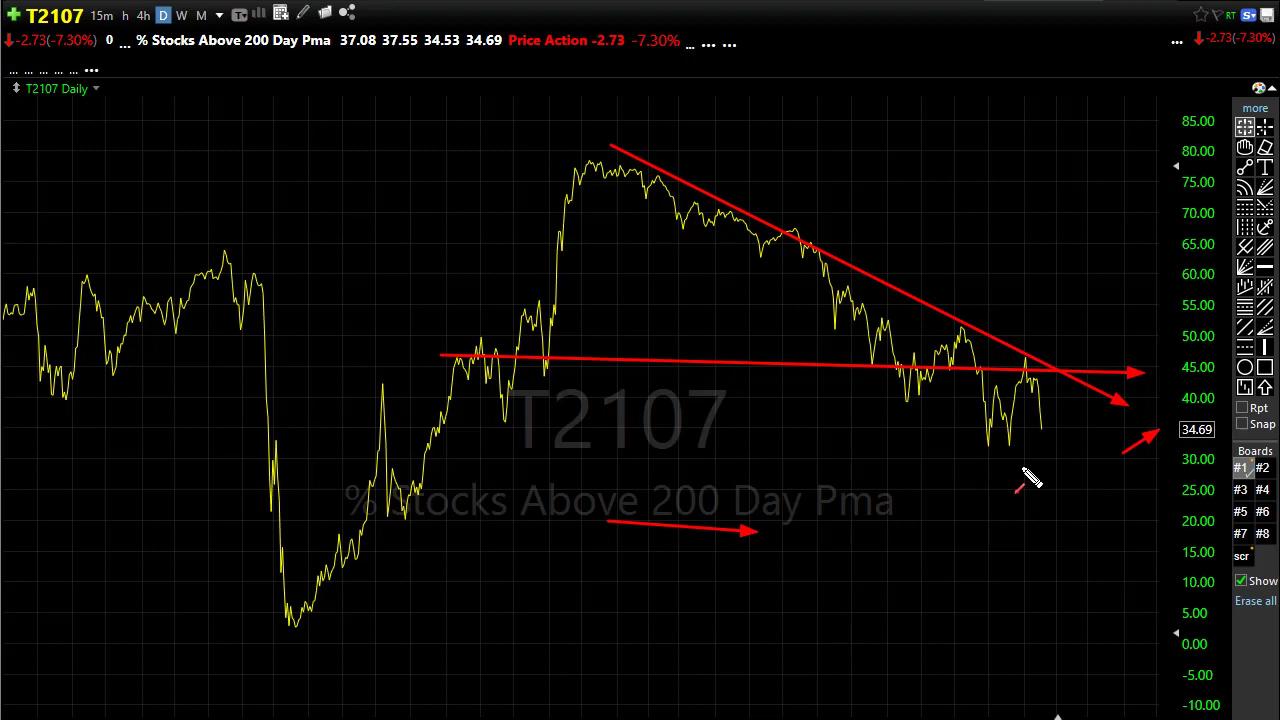 T2107 15m h 4h D W M RT S
-2.73(-7.30%) 0 ... % Stocks Above 200 Day Pma 37.08 37.55 34.53 34.69 Price Action -2.73 -7.30% ... ... ... ... -2.73(-7.30%)
... ... ... ... ... ...
T2107 Daily
more
85.00
80.00
75.00
70.00
65.00
60.00
55.00
50.00
45.00
40.00
34.69
30.00
25.00
20.00
15.00
10.00
5.00
0.00
-5.00
-10.00
T2107
% Stocks Above 200 Day Pma
T
Rpt
Snap
Boards
#1 #2
#3 #4
#5 #6
#7 #8
scr
Show
Erase all